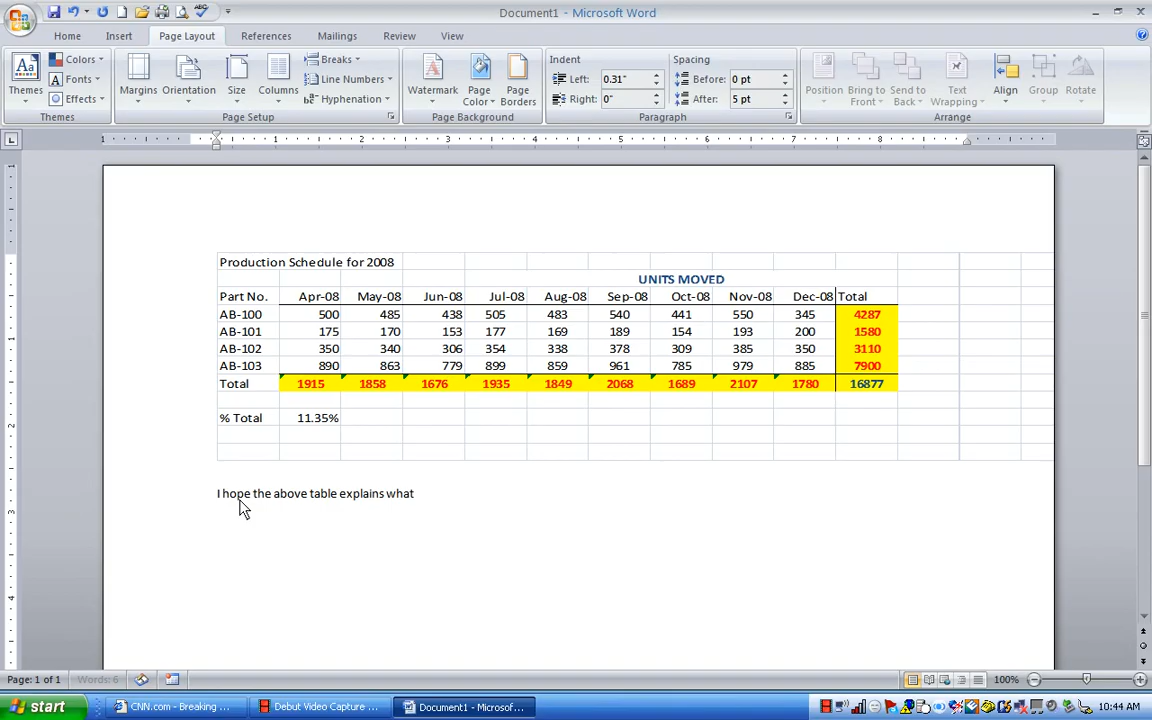 Document1 - Microsoft Word
Home Insert Page Layout References Mailings Review View
Themes Colors Fonts Effects Themes
Margins Orientation Size Columns Breaks Line Numbers Hyphenation Page Setup
Watermark Page Color Page Borders Page Background
Indent Left: 0.31" Right: 0"
Spacing Before: 0 pt After: 5 pt
Paragraph
Position Bring to Front Send to Back Text Wrapping Align Group Rotate
Arrange
1 1 2 3 4 5 6 7 8
Production Schedule for 2008
UNITS MOVED
Part No. Apr-08 May-08 Jun-08 Jul-08 Aug-08 Sep-08 Oct-08 Nov-08 Dec-08 Total
AB-100 500 485 438 505 483 540 441 550 345 4287
AB-101 175 170 153 177 169 189 154 193 200 1580
AB-102 350 340 306 354 338 378 309 385 350 3110
AB-103 890 863 779 899 859 961 785 979 885 7900
Total 1915 1858 1676 1935 1849 2068 1689 2107 1780 16877
% Total 11.35%
I hope the above table explains what
Page: 1 of 1 Words: 6 100%
start CNN.com - Breaking ... Debut Video Capture ... Document1 - Microsof... 10:44 AM